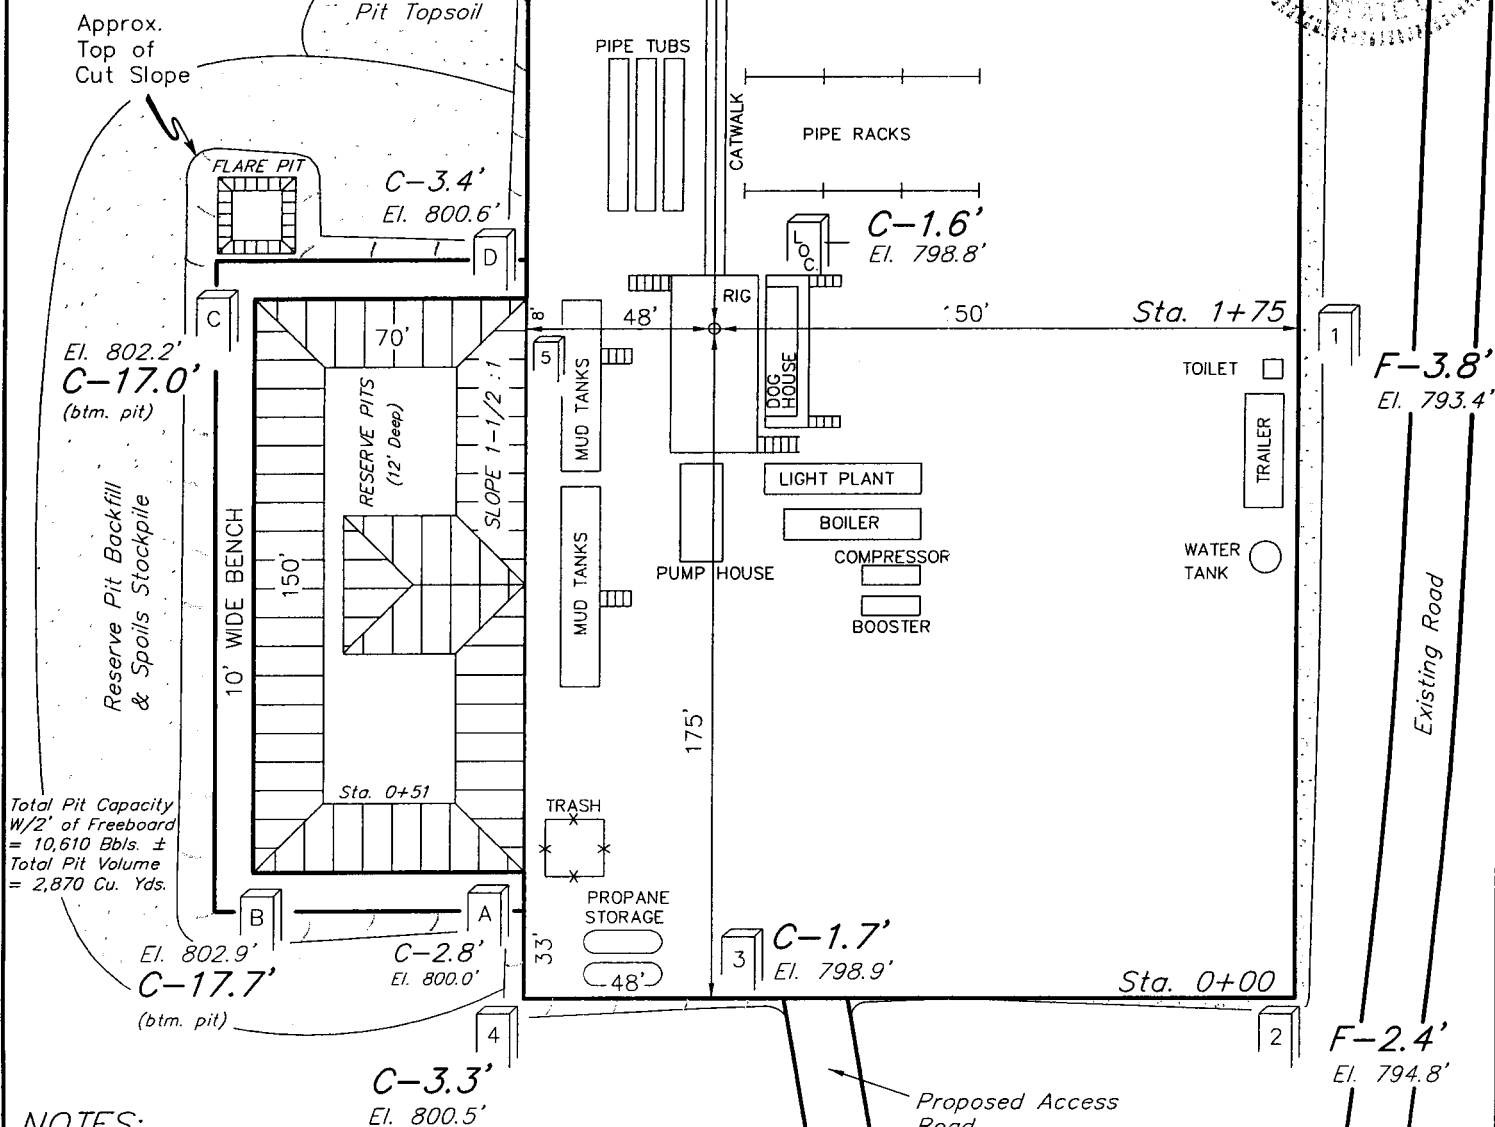 Approx.
Top of
Cut Slope
Pit Topsoil
PIPE TUBS
CATWALK
PIPE RACKS
FLARE PIT
C-3.4'
El. 800.6'
D
L
O
C.
C-1.6'
El. 798.8'
C
El. 802.2'
C-17.0'
(btm. pit)
70'
8'
48'
RIG
150'
Sta. 1+75
1
F-3.8'
El. 793.4'
5
MUD TANKS
DOG
HOUSE
TOILET
TRAILER
RESERVE PITS
(12' Deep)
SLOPE 1-1/2 :1
LIGHT PLANT
BOILER
COMPRESSOR
BOOSTER
PUMP HOUSE
WATER
TANK
MUD TANKS
Reserve Pit Backfill
& Spoils Stockpile
10' WIDE BENCH
150'
175'
Existing Road
Sta. 0+51
TRASH
Total Pit Capacity
W/2' of Freeboard
= 10,610 Bbls. ±
Total Pit Volume
= 2,870 Cu. Yds.
PROPANE
STORAGE
B
A
El. 802.9'
C-17.7'
(btm. pit)
C-2.8'
El. 800.0'
33'
48'
3
C-1.7'
El. 798.9'
Sta. 0+00
4
2
C-3.3'
El. 800.5'
F-2.4'
El. 794.8'
Proposed Access
Road
NOTES: